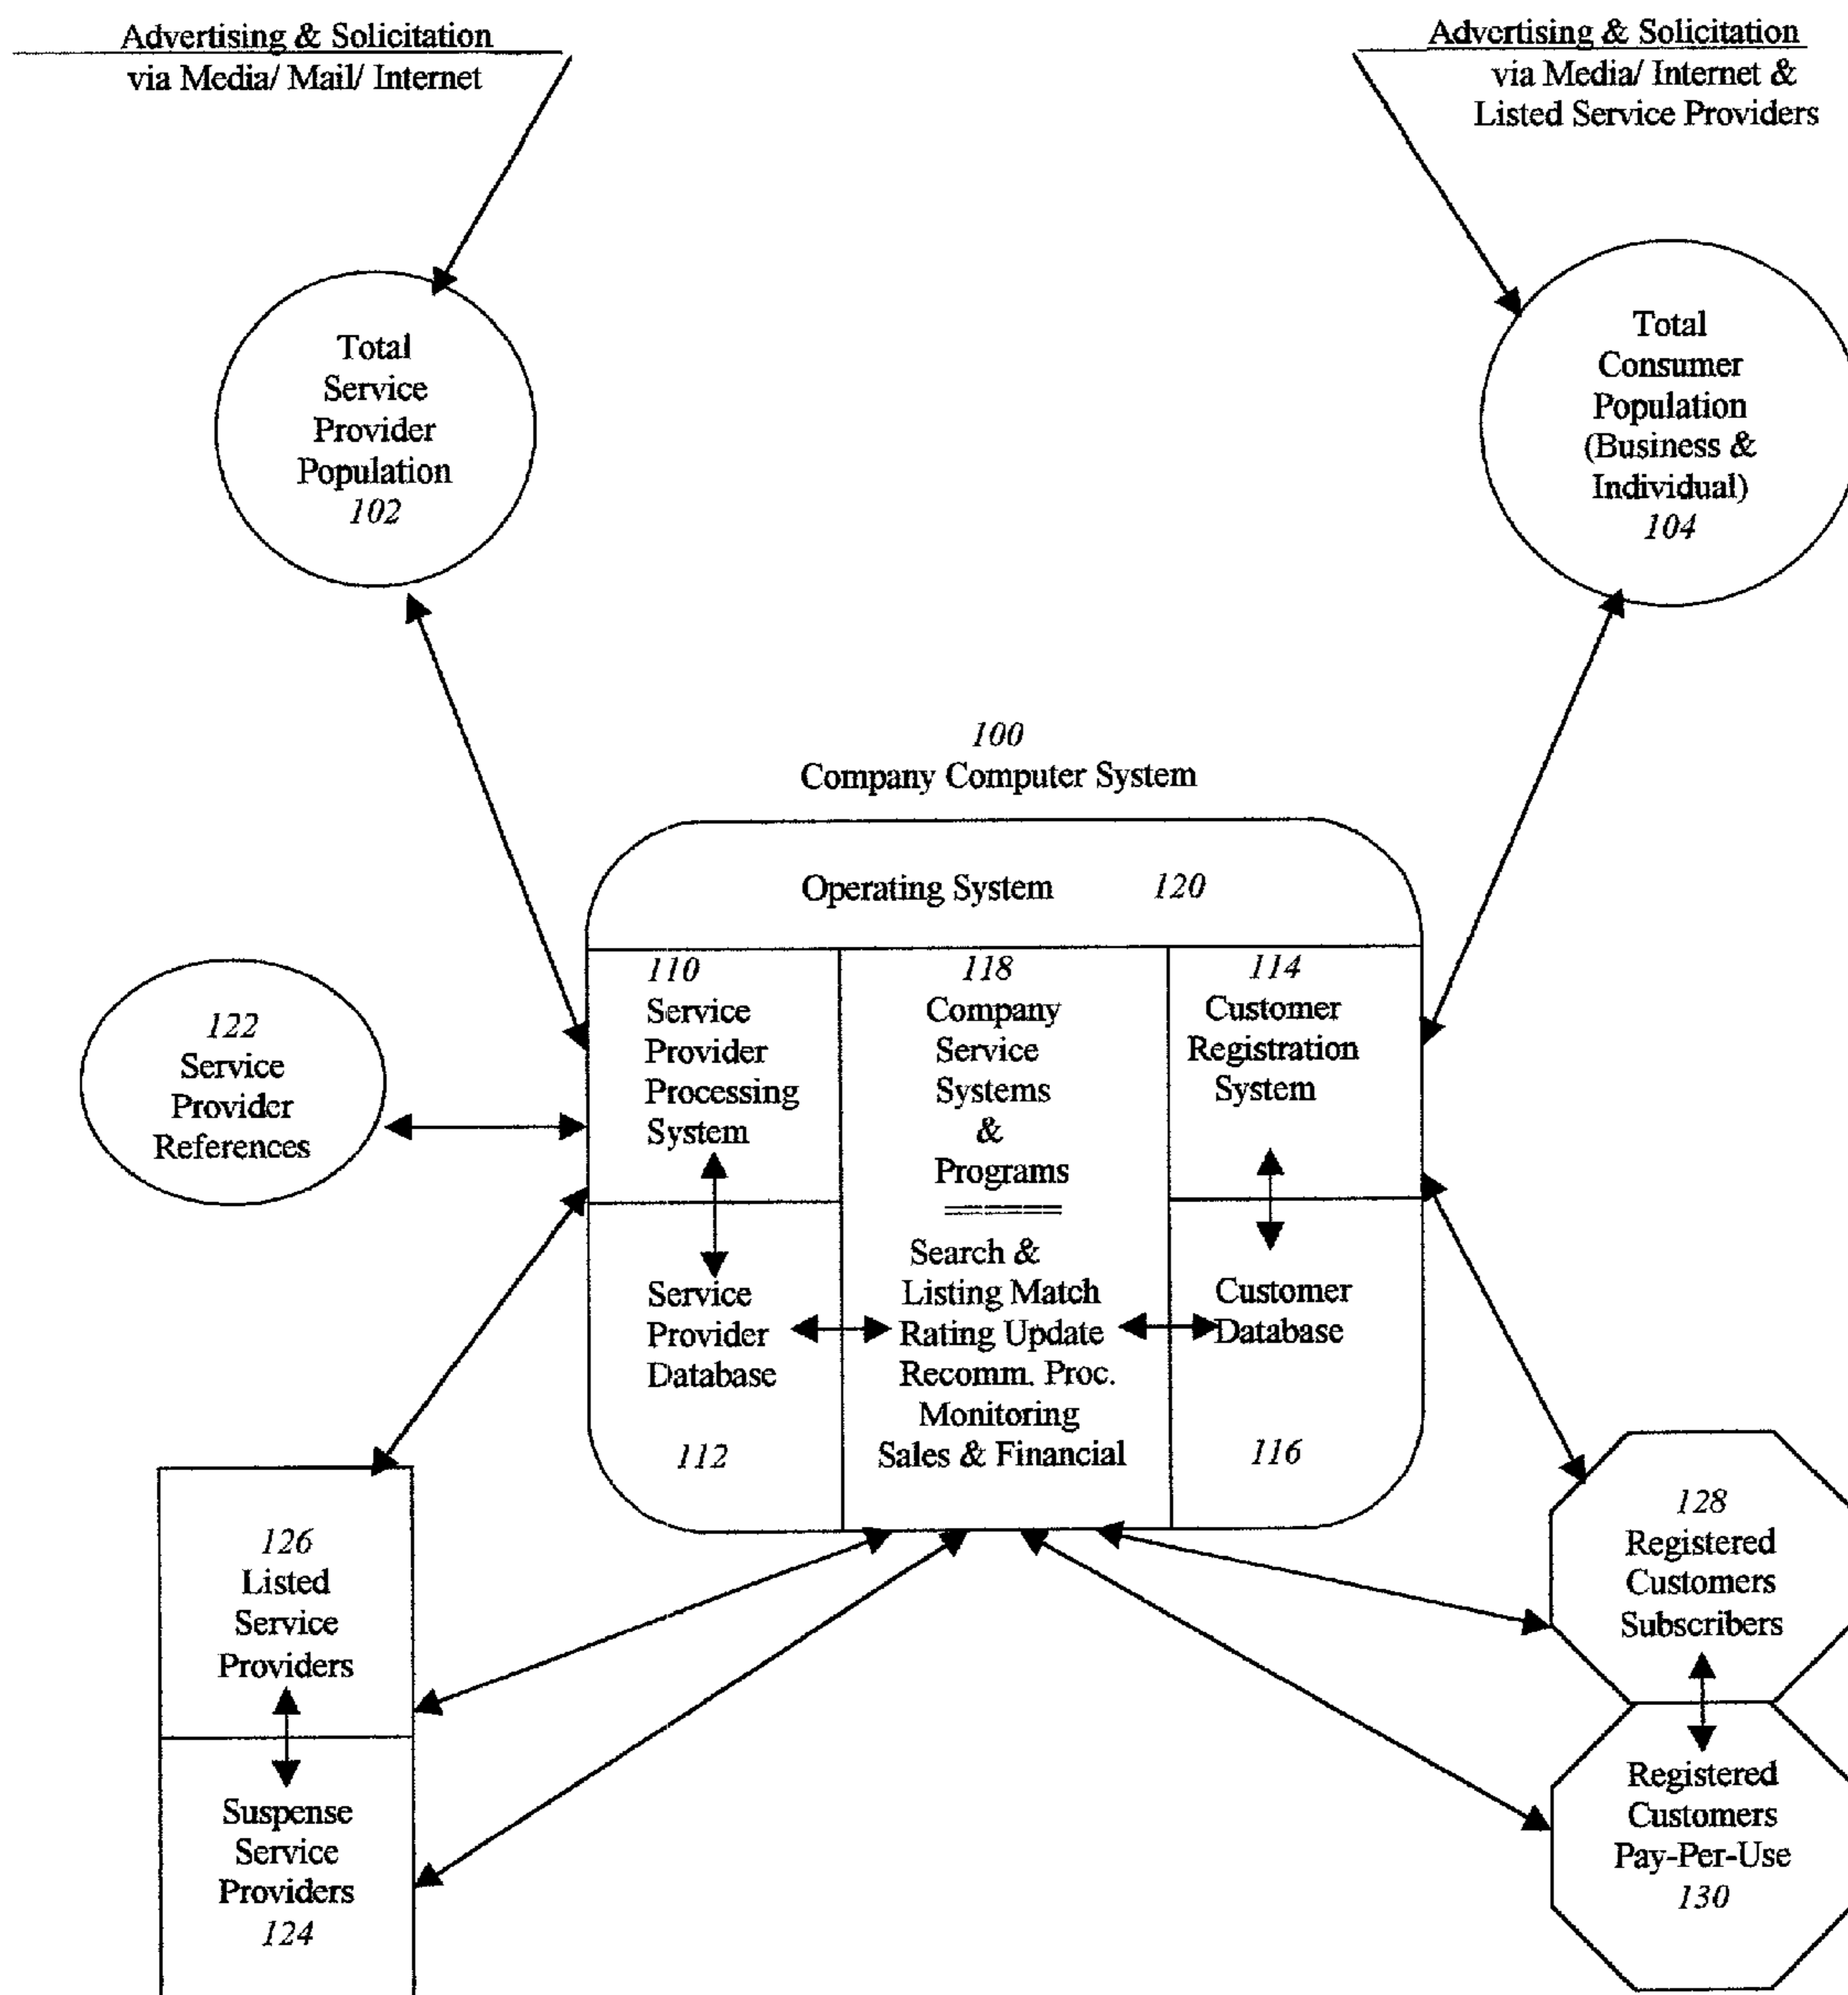 Advertising & Solicitation
via Media/ Mail/ Internet
Advertising & Solicitation
via Media/ Internet &
Listed Service Providers
Total
Service
Provider
Population
102
Total
Consumer
Population
(Business &
Individual)
104
100
Company Computer System
Operating System 120
110
Service
Provider
Processing
System
118
Company
Service
Systems
&
Programs
114
Customer
Registration
System
122
Service
Provider
References
Service
Provider
Database
112
Search &
Listing Match
Rating Update
Recomm. Proc.
Monitoring
Sales & Financial
Customer
Database
116
126
Listed
Service
Providers
Suspense
Service
Providers
124
128
Registered
Customers
Subscribers
Registered
Customers
Pay-Per-Use
130